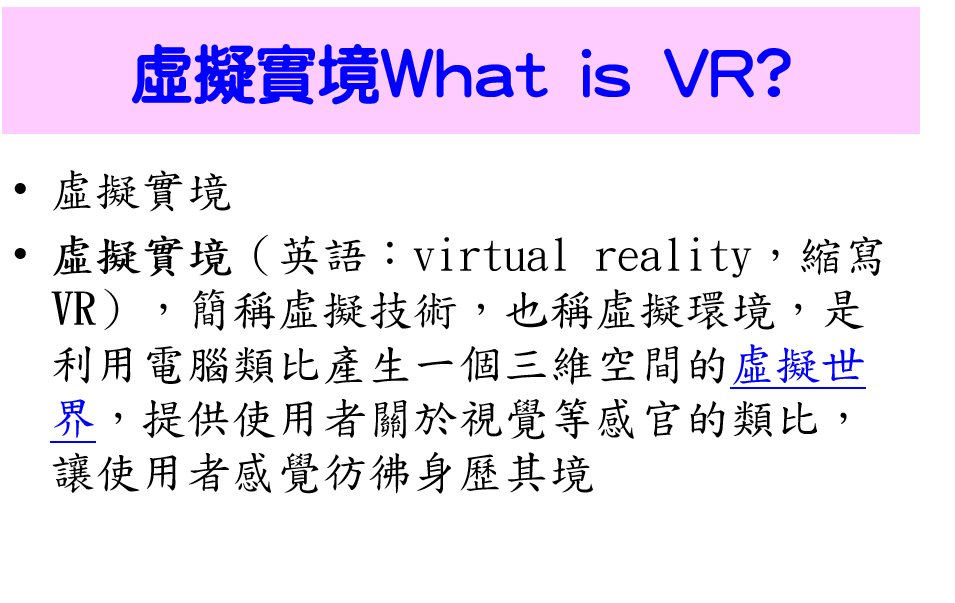 虛擬實境What is VR?
• 虛擬實境
• 虛擬實境（英語：virtual reality，縮寫
VR），簡稱虛擬技術，也稱虛擬環境，是
利用電腦類比產生一個三維空間的虛擬世
界，提供使用者關於視覺等感官的類比，
讓使用者感覺彷彿身歷其境